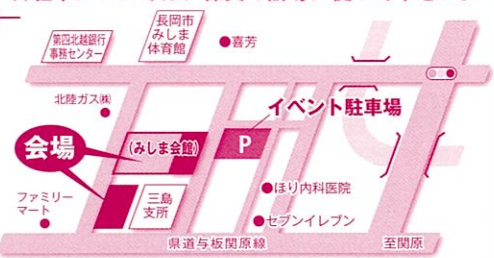 長岡市
みしま
体育館
第四北越銀行
事務センター
喜芳
北陸ガス㈱
イベント駐車場
会場
(みしま会館)
P
ファミリー
マート
三島
支所
ほり内科医院
セブンイレブン
県道与板関原線
至関原